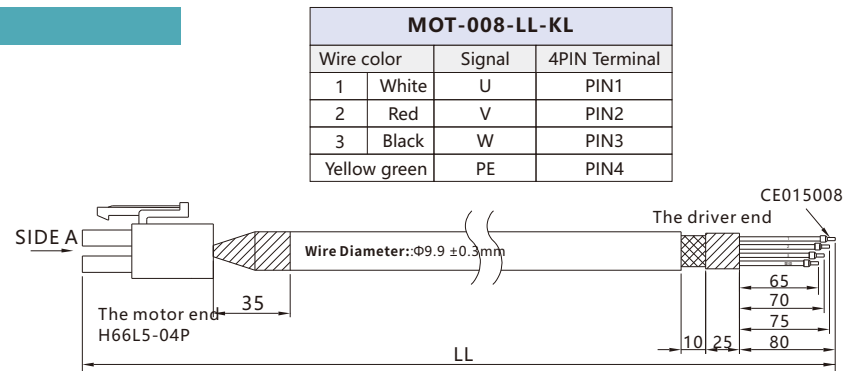 MOT-008-LL-KL
Wire color Signal 4PIN Terminal
1 White U PIN1
2 Red V PIN2
3 Black W PIN3
Yellow green PE PIN4
CE015008
The driver end
SIDE A
Wire Diameter::Φ9.9 ±0.3mm
65
70
75
80
35
10
25
The motor end
H66L5-04P
LL